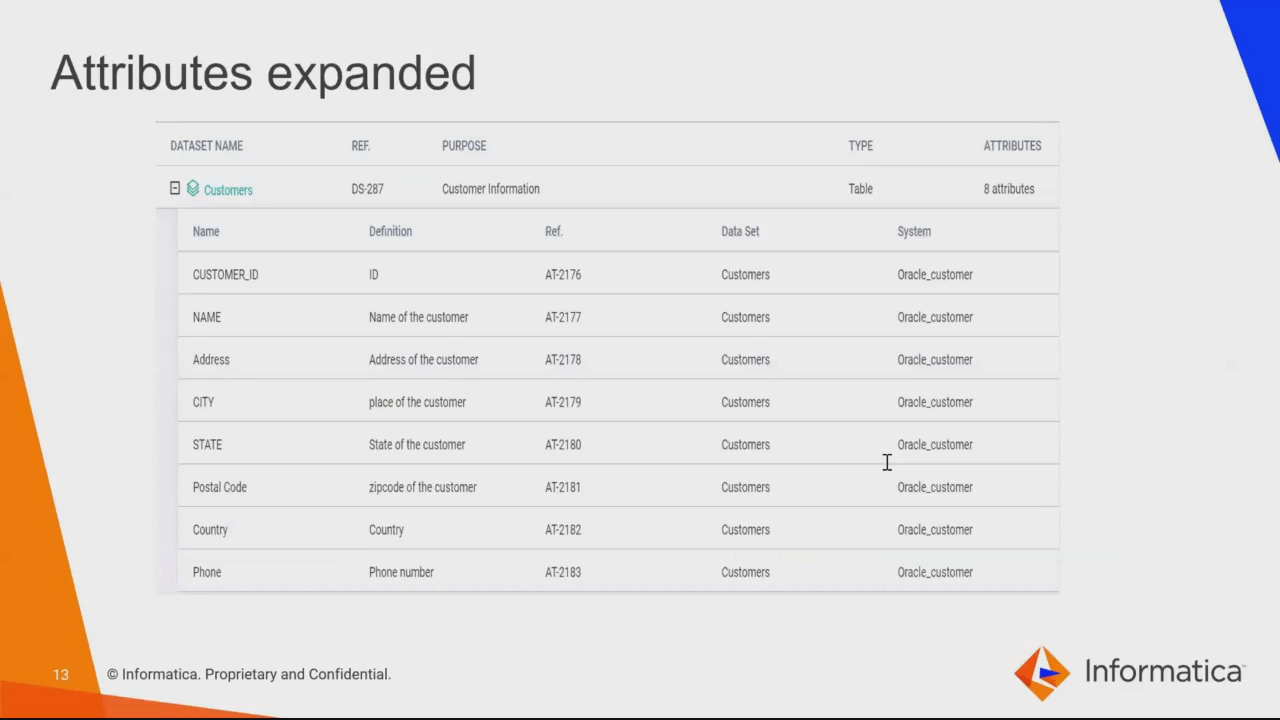 Attributes expanded
DATASET NAME REF. PURPOSE TYPE ATTRIBUTES
Customers DS-287 Customer Information Table 8 attributes
Name Definition Ref. Data Set System
CUSTOMER_ID ID AT-2176 Customers Oracle_customer
NAME Name of the customer AT-2177 Customers Oracle_customer
Address Address of the customer AT-2178 Customers Oracle_customer
CITY place of the customer AT-2179 Customers Oracle_customer
STATE State of the customer AT-2180 Customers Oracle_customer
Postal Code zipcode of the customer AT-2181 Customers Oracle_customer
Country Country AT-2182 Customers Oracle_customer
Phone Phone number AT-2183 Customers Oracle_customer
13 © Informatica. Proprietary and Confidential.
Informatica